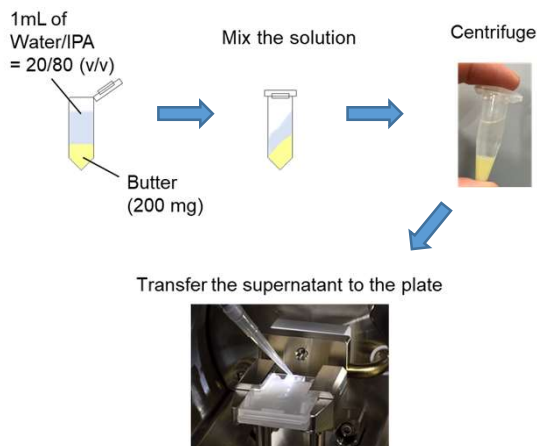 1mL of
Water/IPA
= 20/80 (v/v)
Mix the solution
Centrifuge
Butter
(200 mg)
Transfer the supernatant to the plate